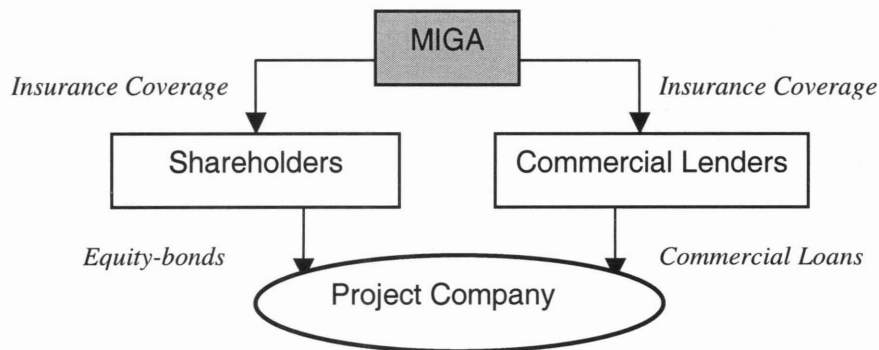 MIGA
Insurance Coverage
Insurance Coverage
Shareholders
Commercial Lenders
Equity-bonds
Commercial Loans
Project Company